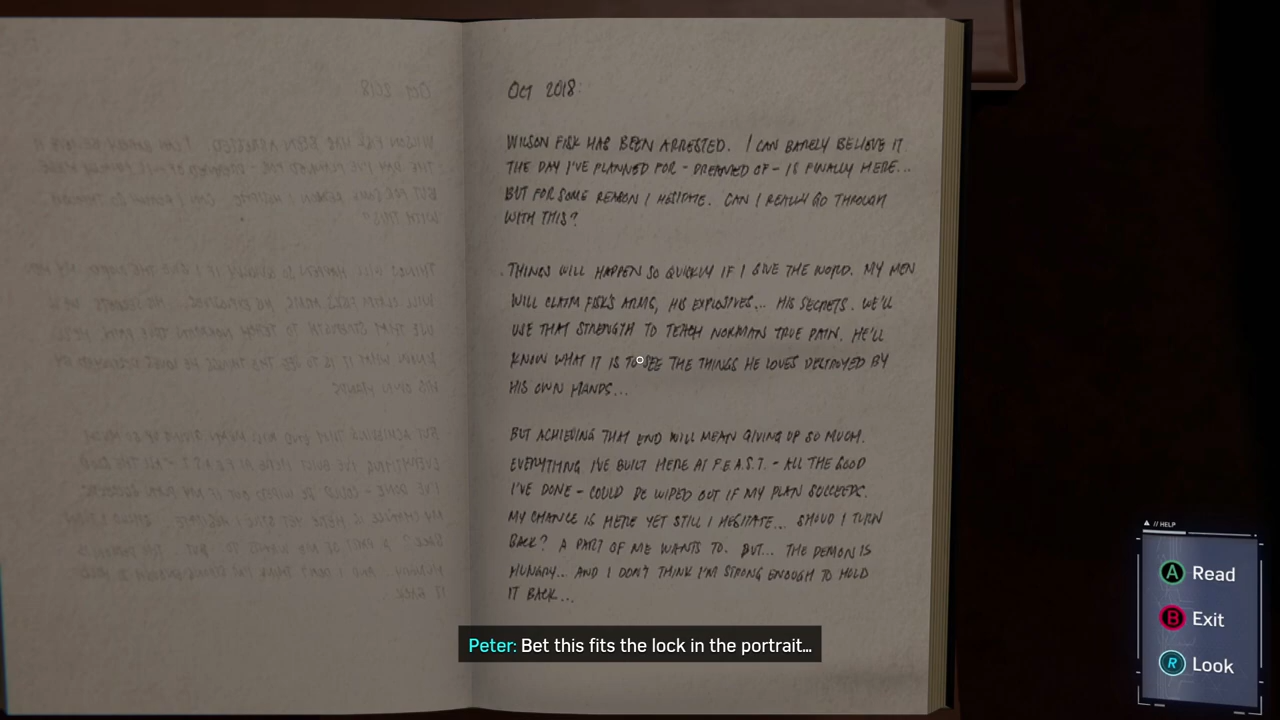 Oct 2018:
WILSON FISK HAS BEEN ARRESTED. I CAN BARELY BELIEVE IT
THE DAY I'VE PLANNED FOR - DREAMED OF - IS FINALLY HERE...
BUT FOR SOME REASON I HESITATE. CAN I REALLY GO THROUGH
WITH THIS?
THINGS WILL HAPPEN SO QUICKLY IF I GIVE THE WORD. MY MEN
WILL CLAIM FISK'S ARMS, HIS EXPLOSIVES... HIS SECRETS. WE'LL
USE THAT STRENGTH TO TEACH NORMAN TRUE PAIN. HE'LL
KNOW WHAT IT IS TO SEE THE THINGS HE LOVES DESTROYED BY
HIS OWN HANDS...
BUT ACHIEVING THAT END WILL MEAN GIVING UP SO MUCH.
EVERYTHING I'VE BUILT HERE AT F.E.A.S.T. - ALL THE GOOD
I'VE DONE - COULD BE WIPED OUT IF MY PLAN SUCCEEDS.
MY CHANCE IS HERE YET STILL I HESITATE... SHOUD I TURN
BACK? A PART OF ME WANTS TO. BUT... THE DEMON IS
HUNGRY... AND I DON'T THINK I'M STRONG ENOUGH TO HOLD
IT BACK...
Peter: Bet this fits the lock in the portrait...
// HELP
A Read
B Exit
R Look